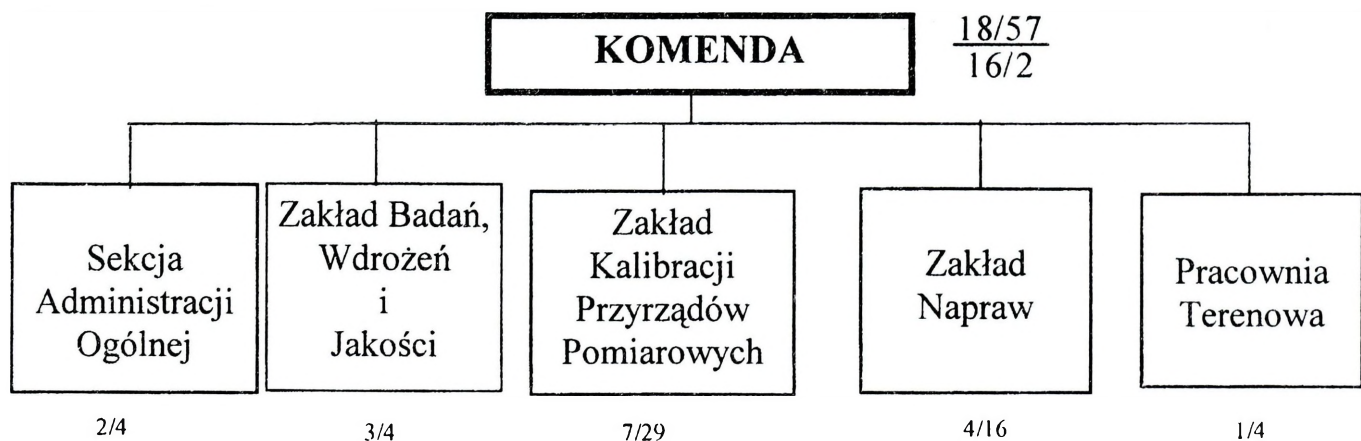 KOMENDA
18/57
16/2
Sekcja
Administracji
Ogólnej
Zakład Badań,
Wdrożeń
i
Jakości
Zakład
Kalibracji
Przyrządów
Pomiarowych
Zakład
Napraw
Pracownia
Terenowa
2/4
3/4
7/29
4/16
1/4